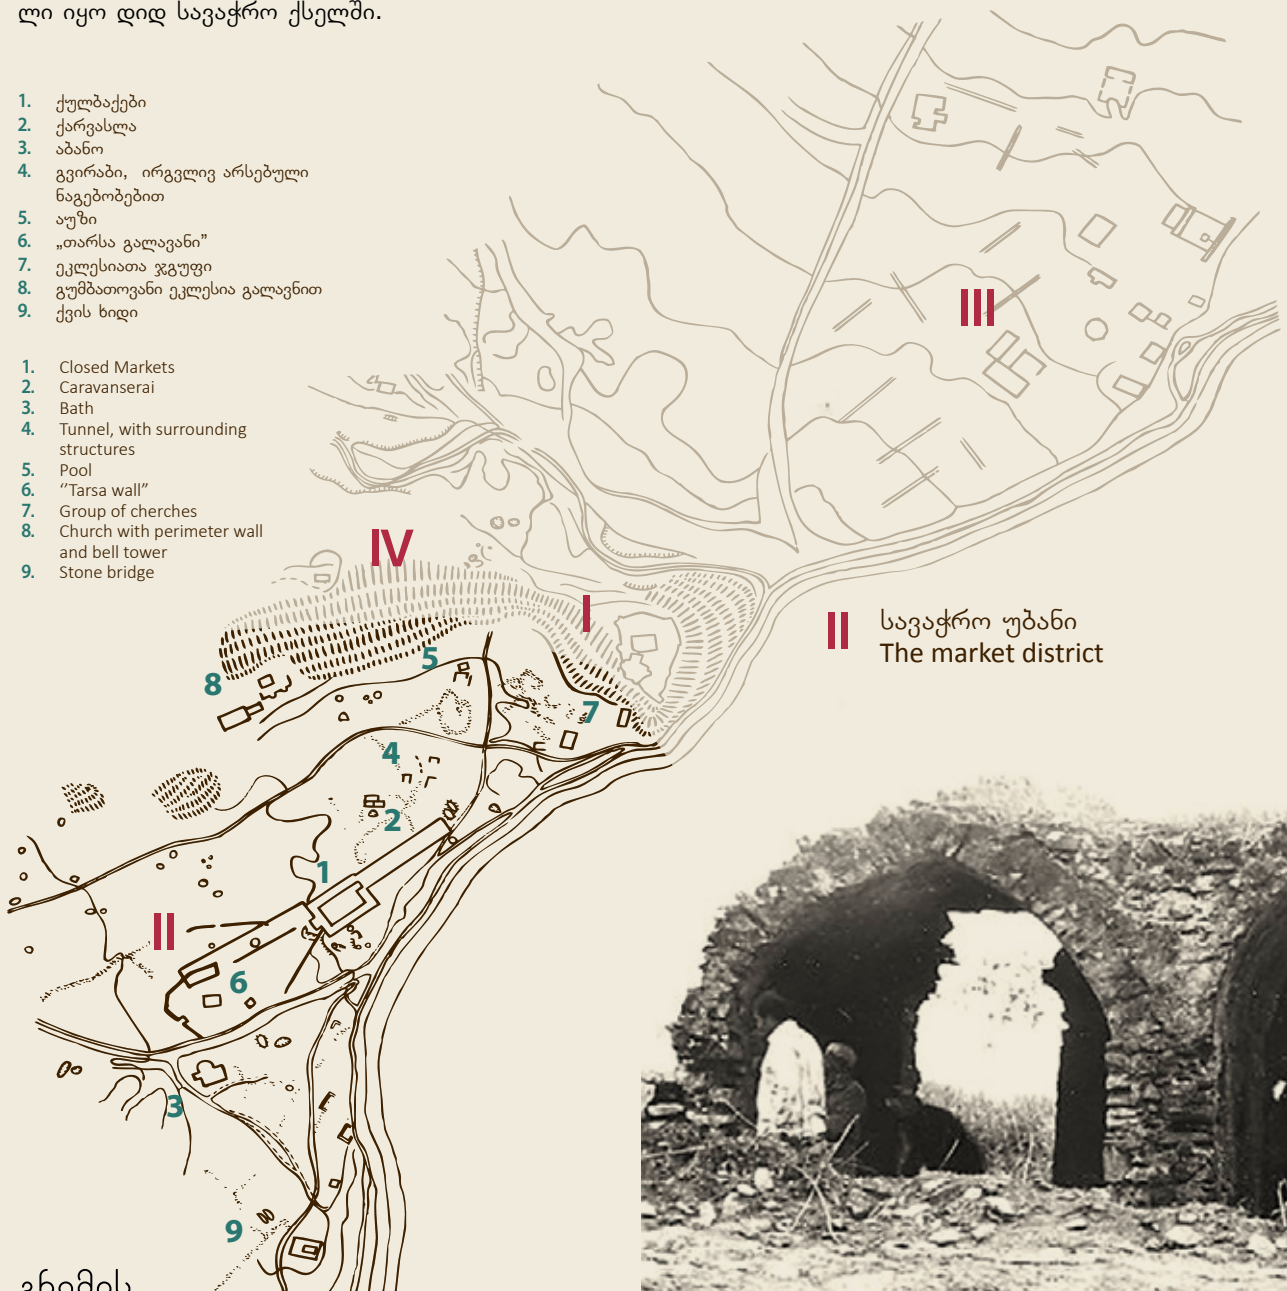 ლი იყო დიდ სავაჭრო ქსელში.
1. ქულბაქები
2. ქარვასლა
3. აბანო
4. გვირაბი, ირგვლივ არსებული
ნაგებობებით
5. აუზი
6. „თარსა გალავანი”
7. ეკლესიათა ჯგუფი
8. გუმბათოვანი ეკლესია გალავნით
9. ქვის ხიდი
1. Closed Markets
2. Caravanserai
3. Bath
4. Tunnel, with surrounding
structures
5. Pool
6. ‘’Tarsa wall”
7. Group of cherches
8. Church with perimeter wall
and bell tower
9. Stone bridge
III
IV
I
II სავაჭრო უბანი
The market district
5
8
7
4
2
1
II
6
3
9